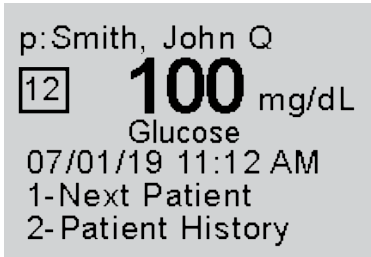 p:Smith, John Q
12 100 mg/dL
Glucose
07/01/19 11:12 AM
1-Next Patient
2-Patient History